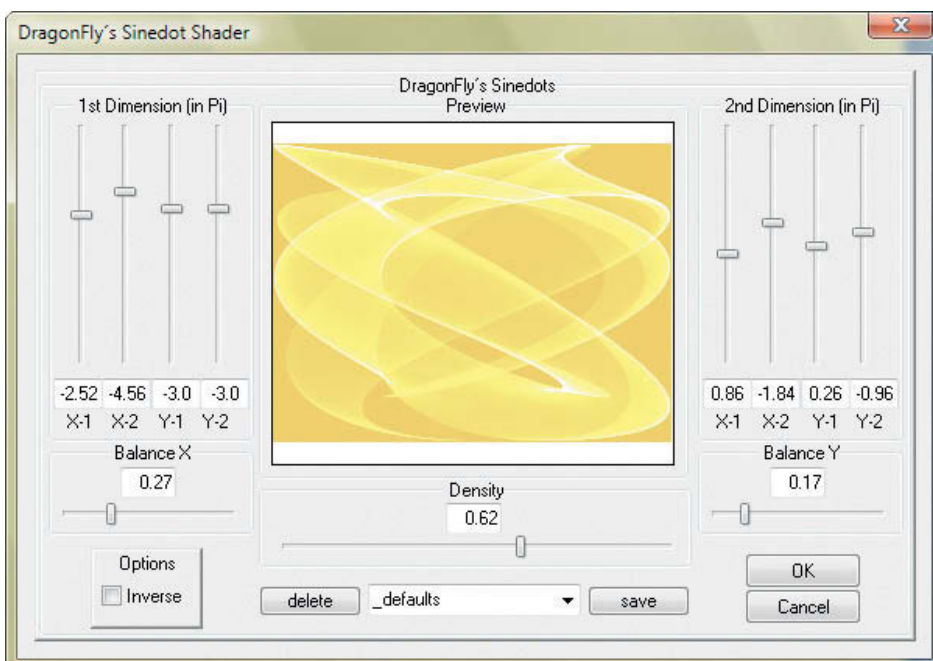 DragonFly´s Sinedot Shader
DragonFly´s Sinedots
1st Dimension (in Pi)
Preview
2nd Dimension (in Pi)
-2.52 -4.56 -3.0 -3.0
X-1 X-2 Y-1 Y-2
0.86 -1.84 0.26 -0.96
X-1 X-2 Y-1 Y-2
Balance X
0.27
Density
0.62
Balance Y
0.17
Options
Inverse
delete
_defaults
save
OK
Cancel